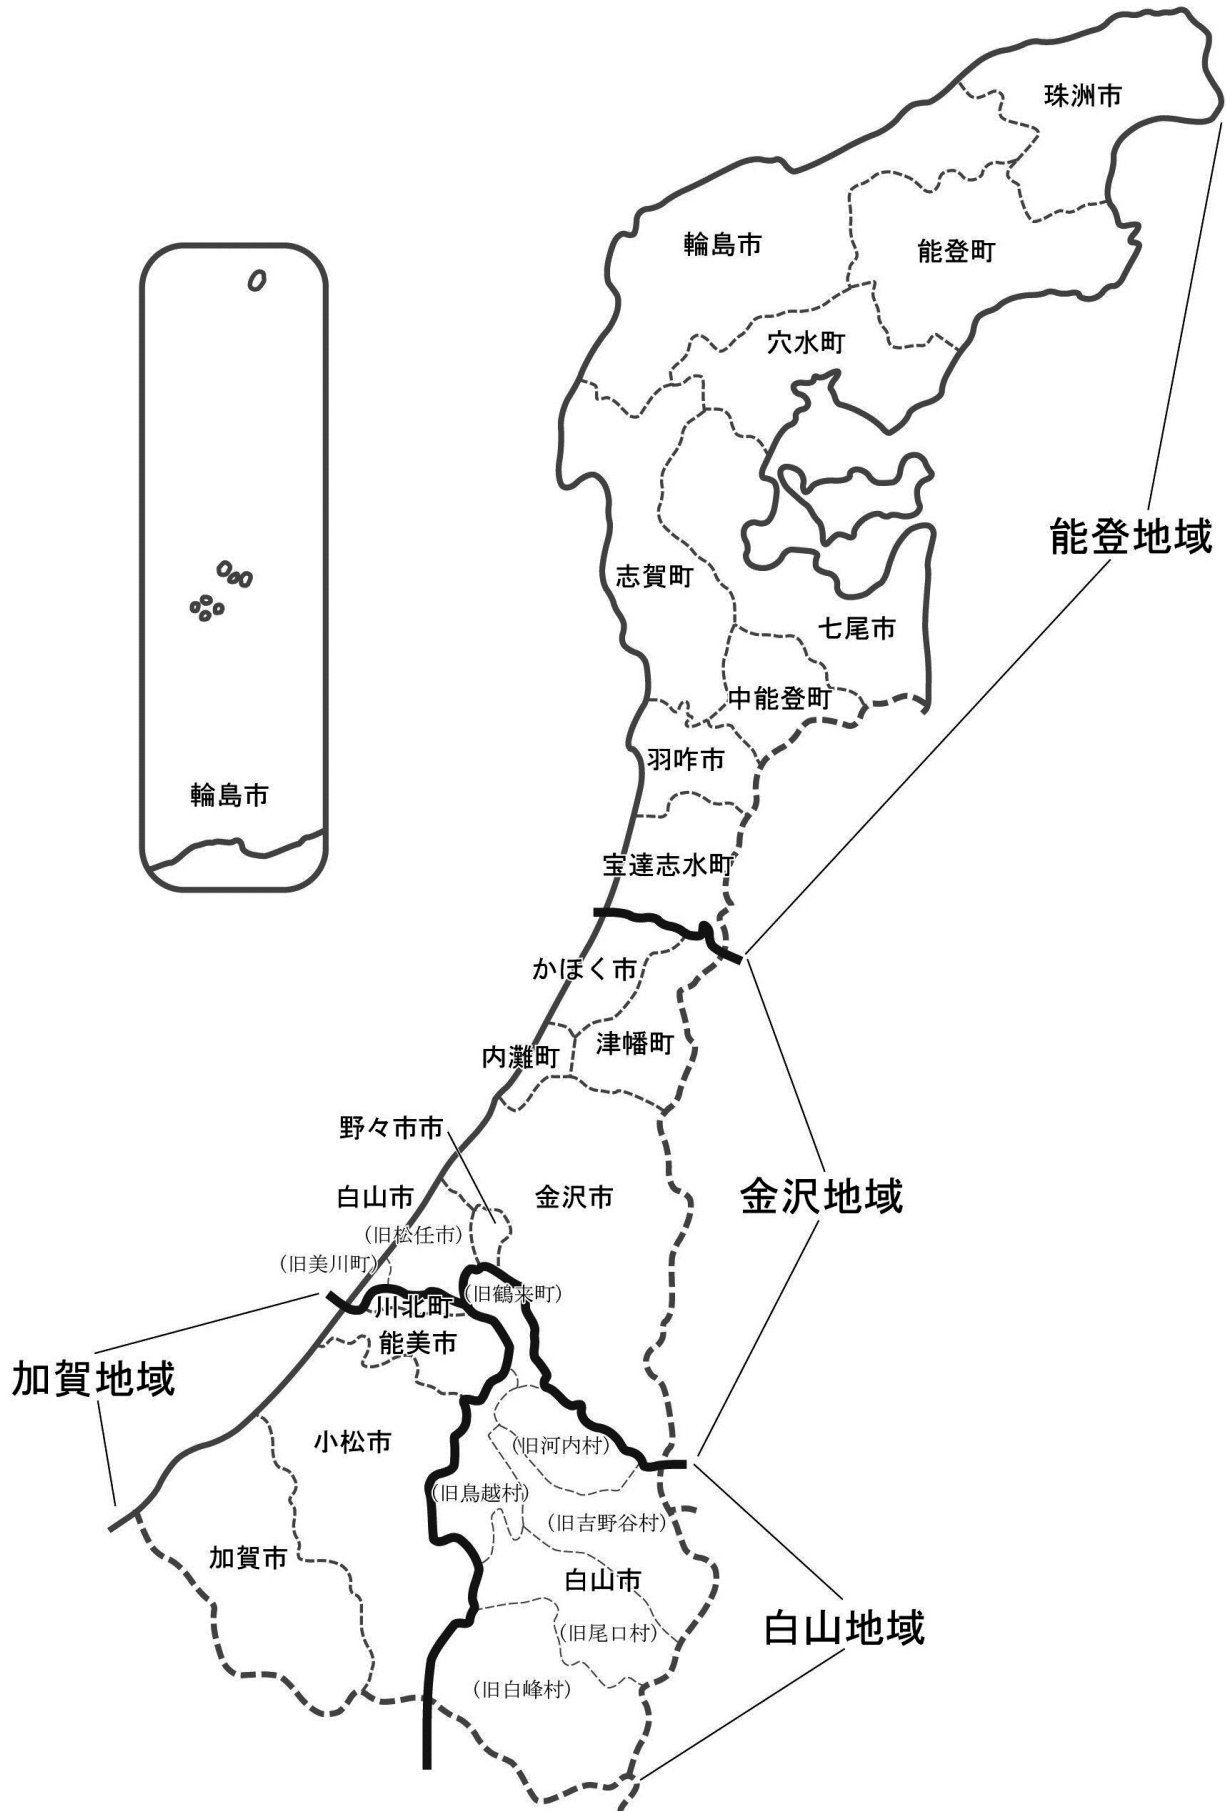 珠洲市
輪島市
能登町
穴水町
能登地域
志賀町
七尾市
中能登町
羽咋市
輪島市
宝達志水町
かほく市
津幡町
内灘町
野々市市
白山市
金沢市
金沢地域
(旧松任市)
(旧美川町)
(旧鶴来町)
川北町
能美市
加賀地域
小松市
(旧河内村)
(旧鳥越村)
(旧吉野谷村)
加賀市
白山市
白山地域
(旧尾口村)
(旧白峰村)